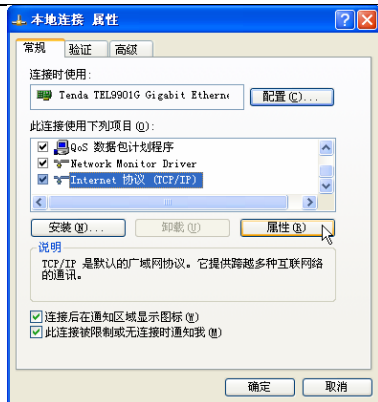 本地连接 属性
常规 验证 高级
连接时使用:
Tenda TEL9901G Gigabit Etherne
配置(C)...
此连接使用下列项目(O):
QoS 数据包计划程序
Network Monitor Driver
Internet 协议 (TCP/IP)
安装(N)... 卸载(U) 属性(R)
说明
TCP/IP 是默认的广域网协议。它提供跨越多种互联网络
的通讯。
连接后在通知区域显示图标(W)
此连接被限制或无连接时通知我(M)
确定 取消